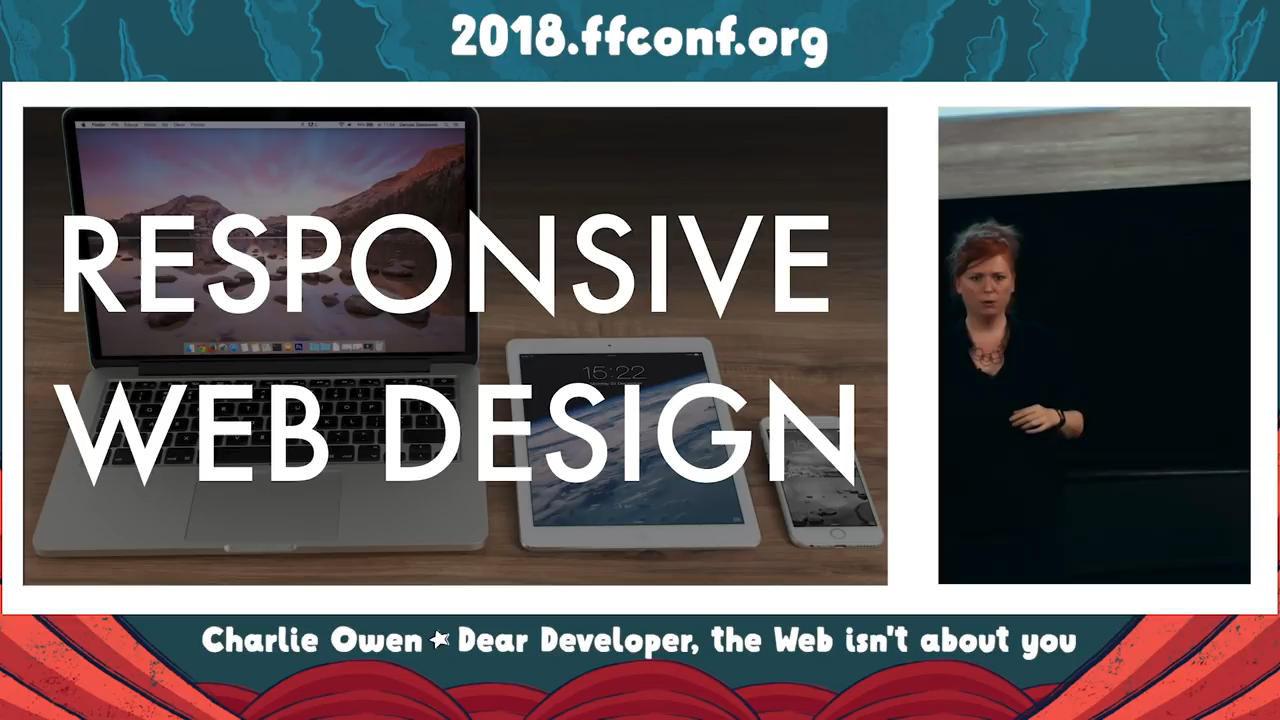 2018.ffconf.org
RESPONSIVE
WEB DESIGN
15:22
Charlie Owen ★ Dear Developer, the Web isn't about you